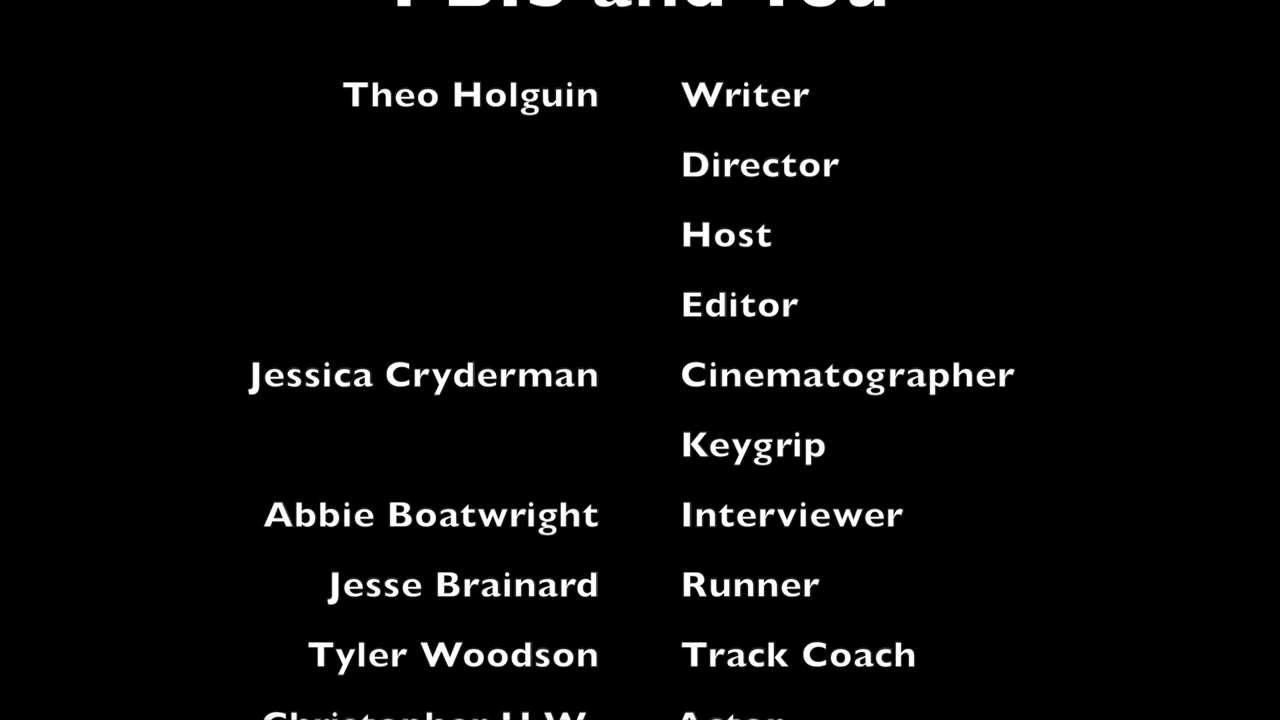 PBIS and You
Theo Holguin Writer
Director
Host
Editor
Jessica Cryderman Cinematographer
Keygrip
Abbie Boatwright Interviewer
Jesse Brainard Runner
Tyler Woodson Track Coach
Christopher H.W. Actor